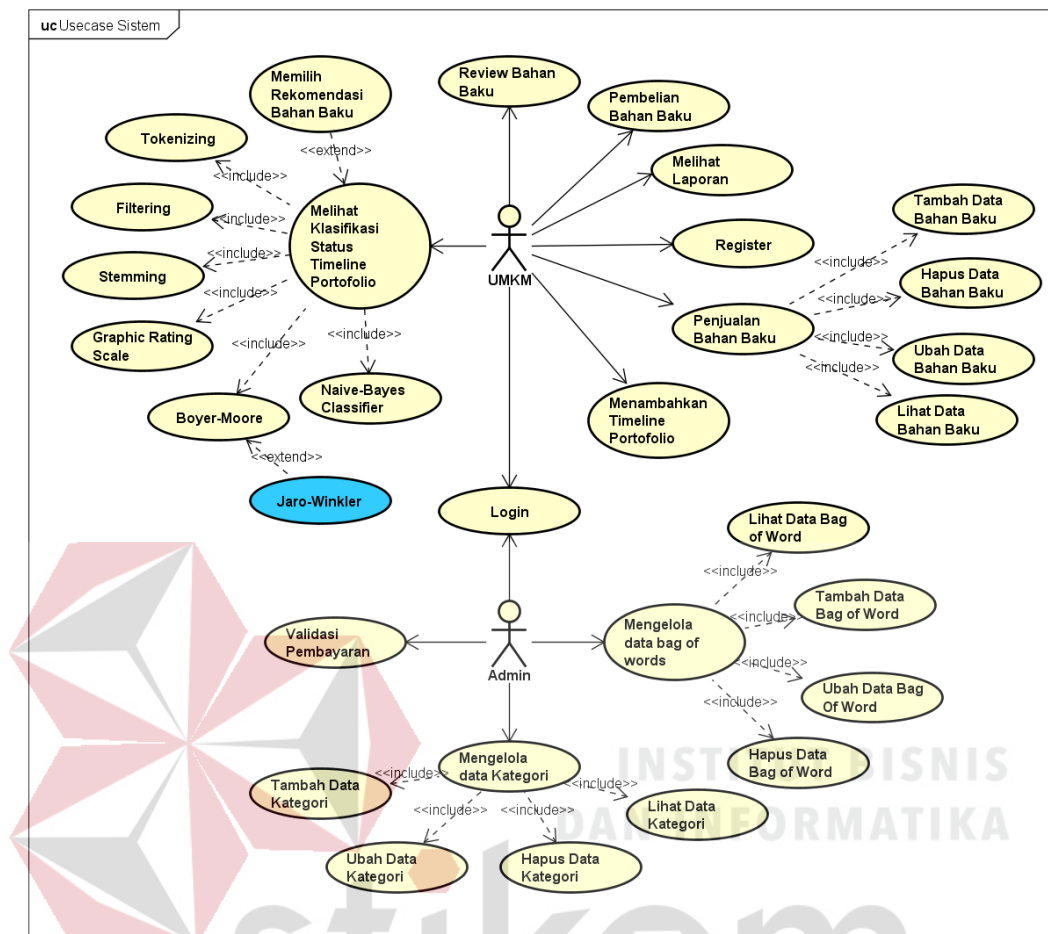 uc Usecase Sistem
Memilih
Rekomendasi
Bahan Baku
Review Bahan
Baku
Pembelian
Bahan Baku
Tokenizing
<<extend>>
<<include>>
Melihat
Laporan
Filtering
<<include>>
Melihat
Klasifikasi
Status
Timeline
Portofolio
UMKM
Register
Tambah Data
Bahan Baku
<<include>>
Stemming
<<include>>
<<include>>
Hapus Data
Bahan Baku
<<include>>
Graphic Rating
Scale
<<include>>
<<include>>
Penjualan
Bahan Baku
<<include>>
<<include>>
Ubah Data
Bahan Baku
Naive-Bayes
Classifier
Boyer-Moore
Menambahkan
Timeline
Portofolio
Lihat Data
Bahan Baku
<<extend>>
Jaro-Winkler
Login
Lihat Data Bag
of Word
<<include>>
Tambah Data
Bag of Word
<<include>>
Validasi
Pembayaran
Admin
Mengelola
data bag of
words
<<include>>
Ubah Data Bag
Of Word
<<include>>
Hapus Data
Bag of Word
Mengelola
data Kategori
<<include>>
<<include>>
Tambah Data
Kategori
<<include>>
<<include>>
Lihat Data
Kategori
Ubah Data
Kategori
Hapus Data
Kategori
INSTITUT BISNIS
DAN INFORMATIKA
stikom